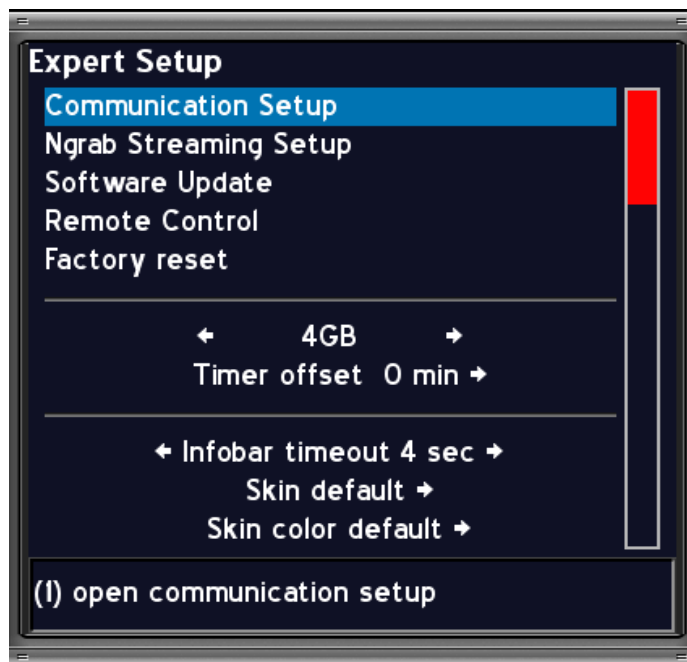 Expert Setup
Communication Setup
Ngrab Streaming Setup
Software Update
Remote Control
Factory reset
← 4GB →
Timer offset 0 min →
← Infobar timeout 4 sec →
Skin default →
Skin color default →
(1) open communication setup